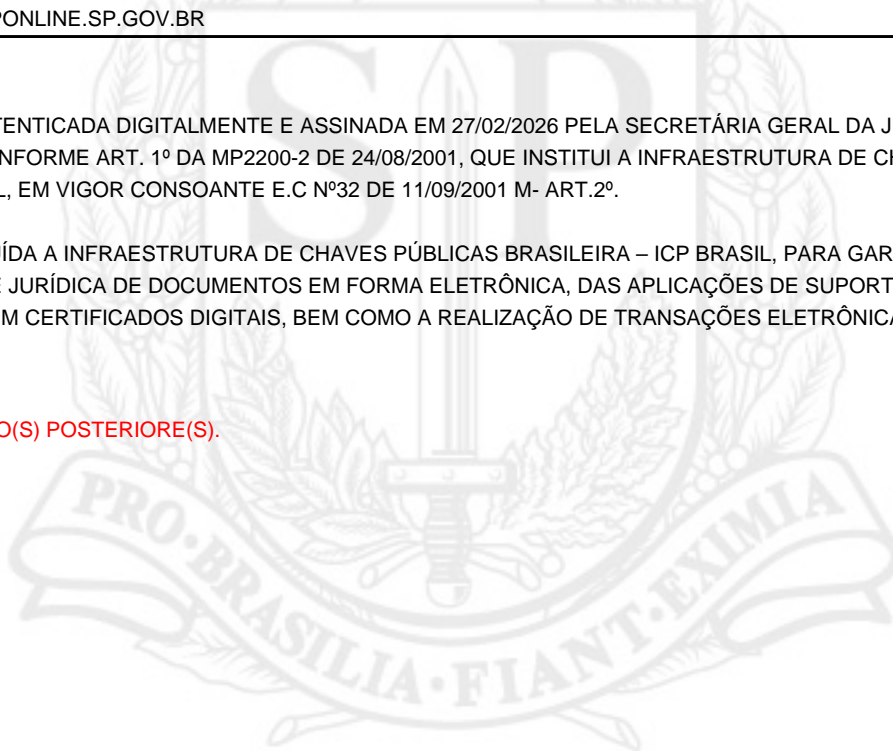 PONLINE.SP.GOV.BR
TENTICADA DIGITALMENTE E ASSINADA EM 27/02/2026 PELA SECRETÁRIA GERAL DA J
NFORME ART. 1º DA MP2200-2 DE 24/08/2001, QUE INSTITUI A INFRAESTRUTURA DE C
L, EM VIGOR CONSOANTE E.C Nº32 DE 11/09/2001 M- ART.2º.
UÍDA A INFRAESTRUTURA DE CHAVES PÚBLICAS BRASILEIRA – ICP BRASIL, PARA GAR
E JURÍDICA DE DOCUMENTOS EM FORMA ELETRÔNICA, DAS APLICAÇÕES DE SUPORT
M CERTIFICADOS DIGITAIS, BEM COMO A REALIZAÇÃO DE TRANSAÇÕES ELETRÔNICA
O(S) POSTERIORE(S).
SP
PRO·BRASILIA·FIANT·EXIMIA